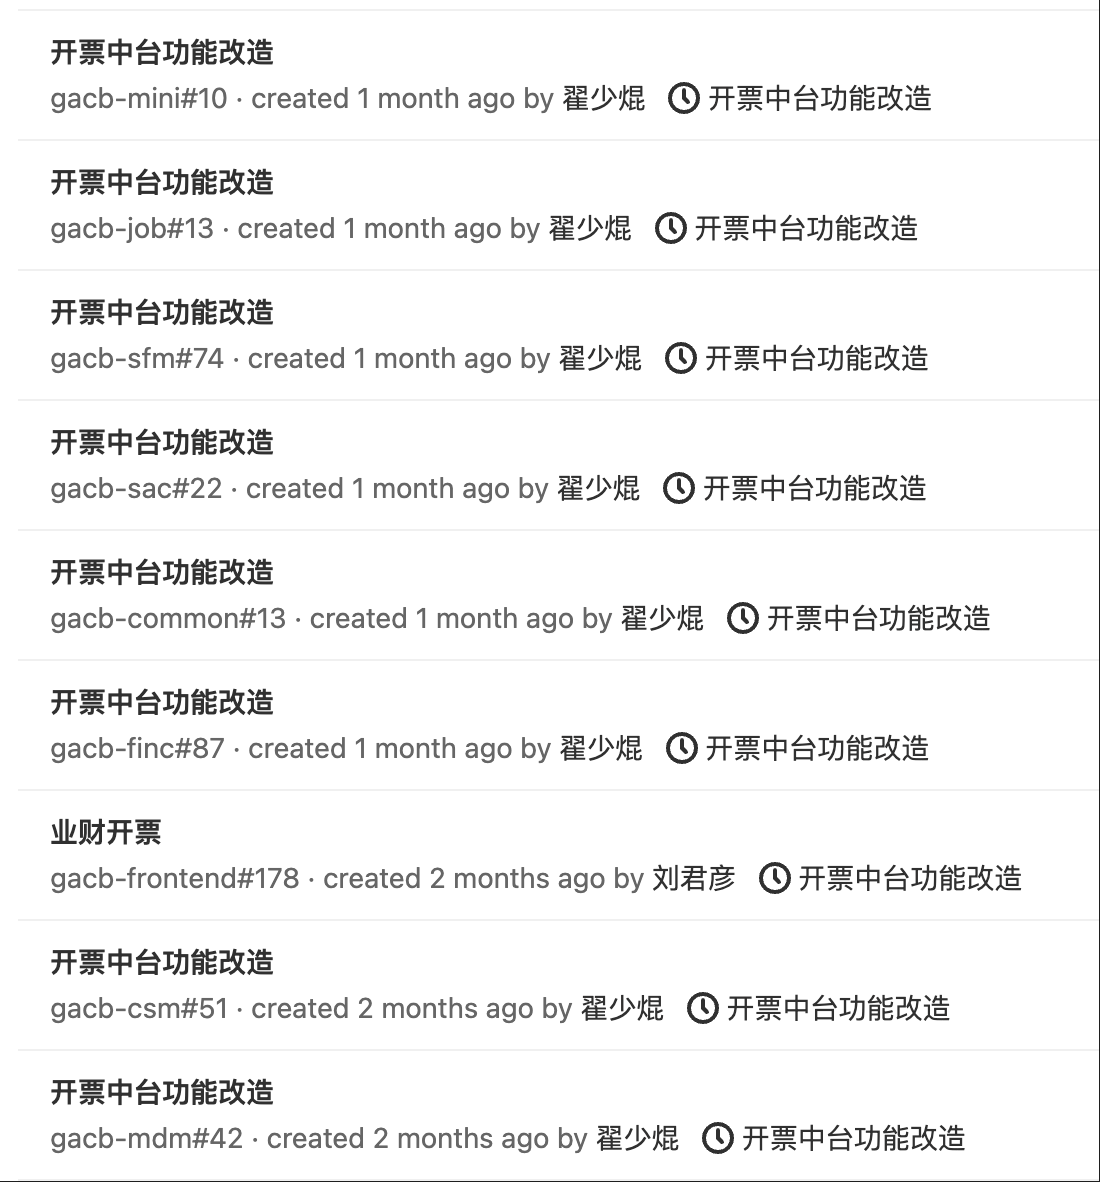 开票中台功能改造
gacb-mini#10 · created 1 month ago by 翟少焜 开票中台功能改造
开票中台功能改造
gacb-job#13 · created 1 month ago by 翟少焜 开票中台功能改造
开票中台功能改造
gacb-sfm#74 · created 1 month ago by 翟少焜 开票中台功能改造
开票中台功能改造
gacb-sac#22 · created 1 month ago by 翟少焜 开票中台功能改造
开票中台功能改造
gacb-common#13 · created 1 month ago by 翟少焜 开票中台功能改造
开票中台功能改造
gacb-finc#87 · created 1 month ago by 翟少焜 开票中台功能改造
业财开票
gacb-frontend#178 · created 2 months ago by 刘君彦 开票中台功能改造
开票中台功能改造
gacb-csm#51 · created 2 months ago by 翟少焜 开票中台功能改造
开票中台功能改造
gacb-mdm#42 · created 2 months ago by 翟少焜 开票中台功能改造